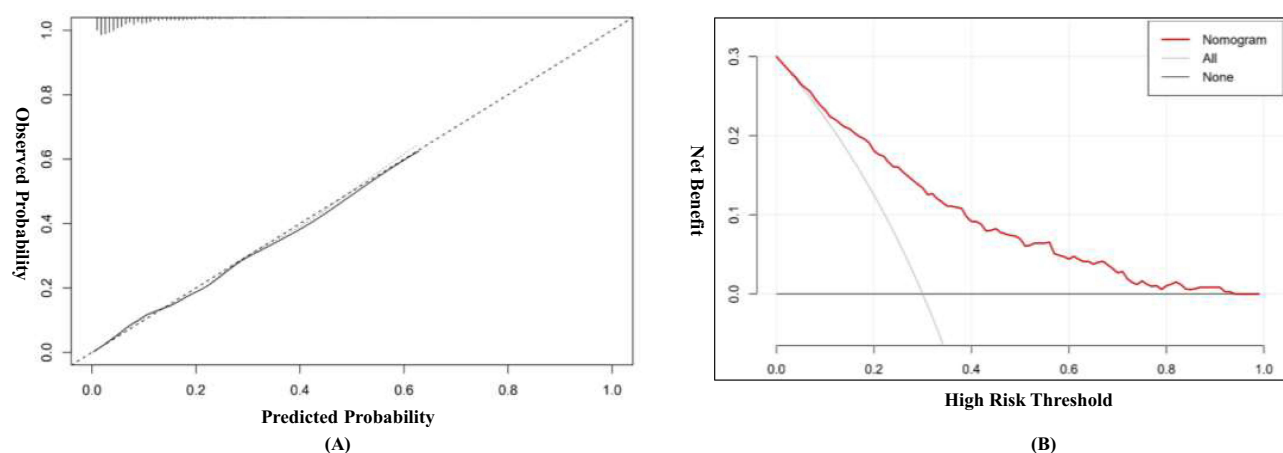 1.0
0.8
0.6
0.4
0.2
0.0
Observed Probability
0.0 0.2 0.4 0.6 0.8 1.0
Predicted Probability
(A)
Nomogram
All
None
0.3
0.2
0.1
0.0
Net Benefit
0.0 0.2 0.4 0.6 0.8 1.0
High Risk Threshold
(B)